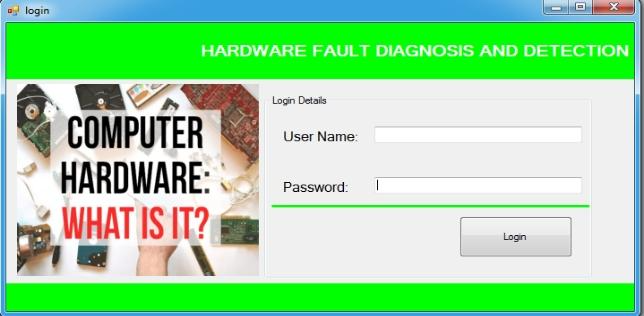 login
HARDWARE FAULT DIAGNOSIS AND DETECTION
COMPUTER
HARDWARE:
WHAT IS IT?
Login Details
User Name:
Password:
Login